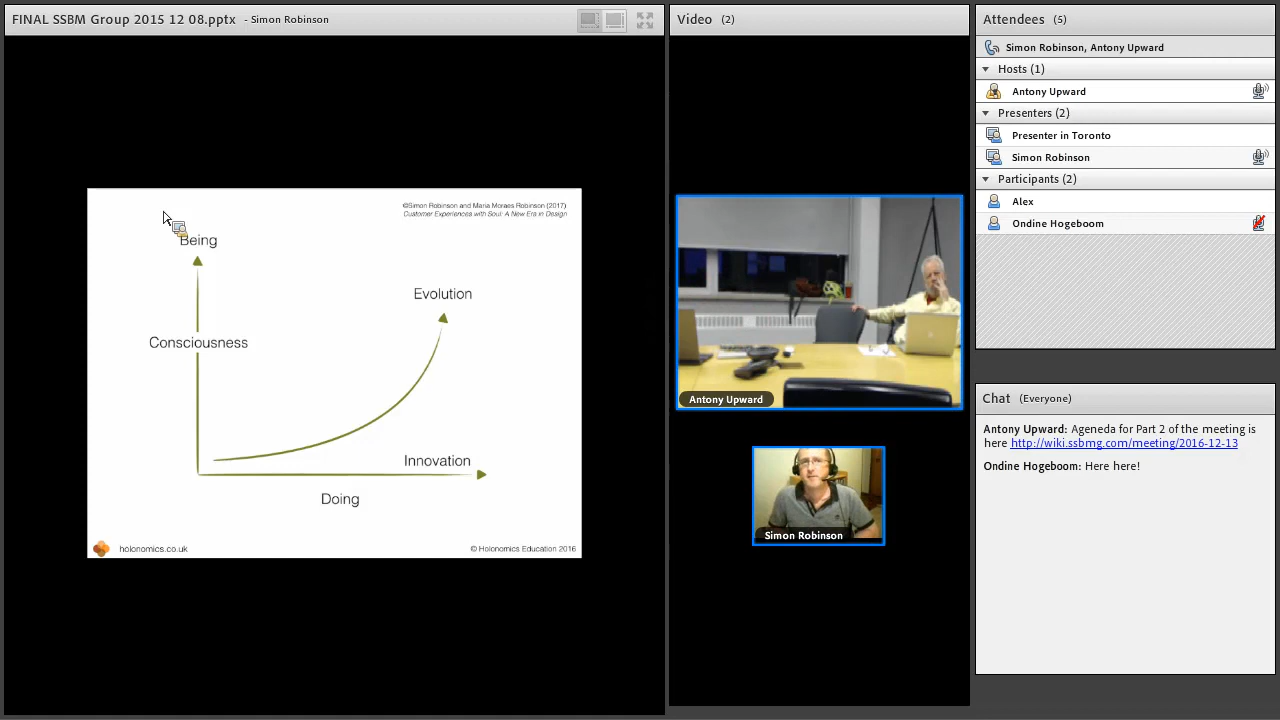 FINAL SSBM Group 2015 12 08.pptx - Simon Robinson
©Simon Robinson and Maria Moraes Robinson (2017)
Customer Experiences with Soul: A New Era in Design
Being
Evolution
Consciousness
Innovation
Doing
holonomics.co.uk
© Holonomics Education 2016
Video (2)
Antony Upward
Simon Robinson
Attendees (5)
Simon Robinson, Antony Upward
Hosts (1)
Antony Upward
Presenters (2)
Presenter in Toronto
Simon Robinson
Participants (2)
Alex
Ondine Hogeboom
Chat (Everyone)
Antony Upward: Ageneda for Part 2 of the meeting is
here http://wiki.ssbmg.com/meeting/2016-12-13
Ondine Hogeboom: Here here!